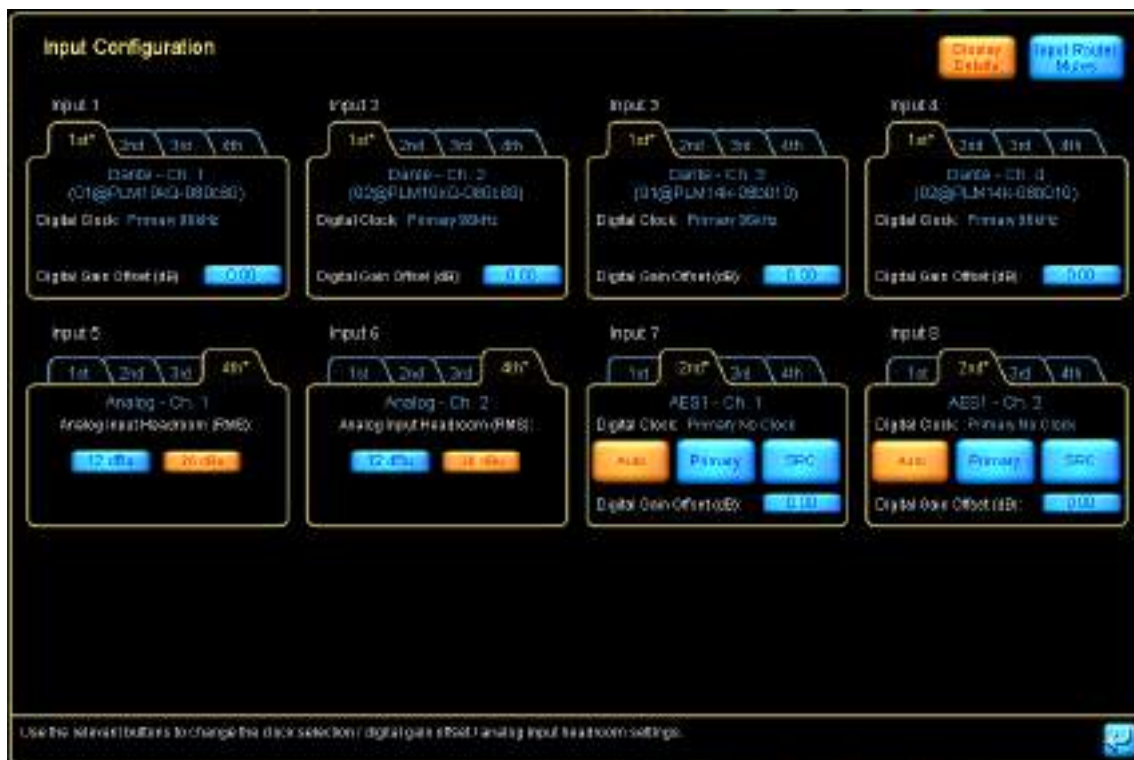 Input Configuration
Display Details
Input Router Mutes
Input 1
Input 2
Input 3
Input 4
1st* 2nd 3rd 4th
1st* 2nd 3rd 4th
1st* 2nd 3rd 4th
1st* 2nd 3rd 4th
Dante - Ch. 1
Dante - Ch. 2
Dante - Ch. 3
Dante - Ch. 4
Digital Clock: Primary 96kHz
Digital Clock: Primary 96kHz
Digital Clock: Primary 96kHz
Digital Clock: Primary 96kHz
Digital Gain Offset (dB): 0.00
Digital Gain Offset (dB): 0.00
Digital Gain Offset (dB): 0.00
Digital Gain Offset (dB): 0.00
Input 5
Input 6
Input 7
Input 8
1st 2nd 3rd 4th*
1st 2nd 3rd 4th*
1st 2nd* 3rd 4th
1st 2nd* 3rd 4th
Analog - Ch. 1
Analog - Ch. 2
AES1 - Ch. 1
AES1 - Ch. 2
Analog Input Headroom (RMS):
Analog Input Headroom (RMS):
Digital Clock: Primary No Clock
Digital Clock: Primary No Clock
12 dBu 26 dBu
12 dBu 26 dBu
Auto Primary SRC
Auto Primary SRC
Digital Gain Offset (dB): 0.00
Digital Gain Offset (dB): 0.00
Use the relevant buttons to change the clock selection / digital gain offset / analog input headroom settings.